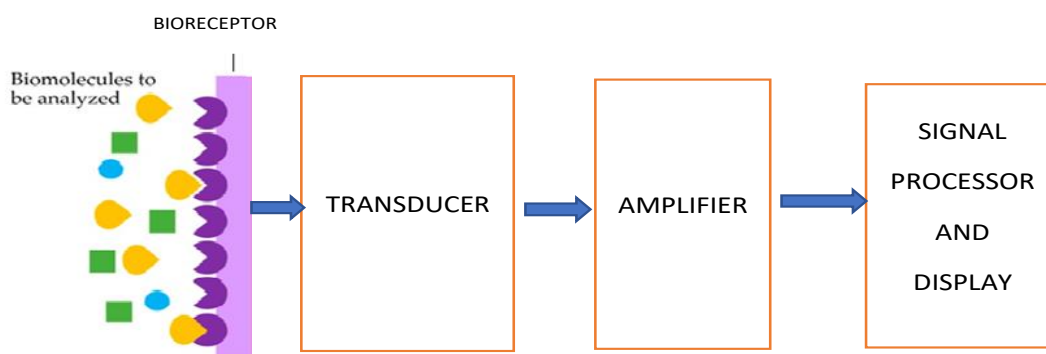 BIORECEPTOR
Biomolecules to
be analyzed
TRANSDUCER
AMPLIFIER
SIGNAL
PROCESSOR
AND
DISPLAY